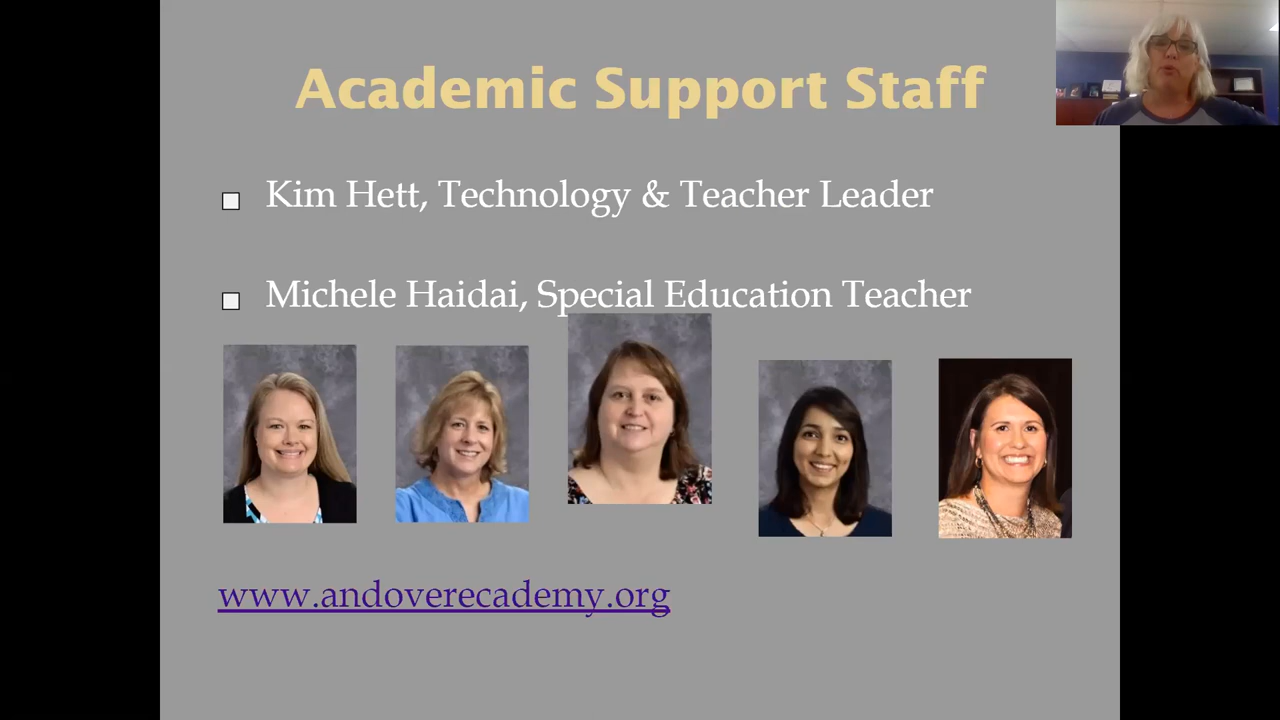 Academic Support Staff
Kim Hett, Technology & Teacher Leader
Michele Haidai, Special Education Teacher
www.andoverecademy.org